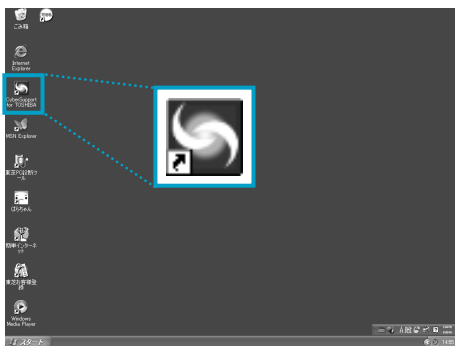 ごみ箱
Internet
Explorer
CyberSupport
for TOSHIBA
MSN Explorer
東芝PC診断ツ
ール
ぱらちゃん
簡単インターネ
ット
東芝お客様登
録
Windows
Media Player
スタート
14:55